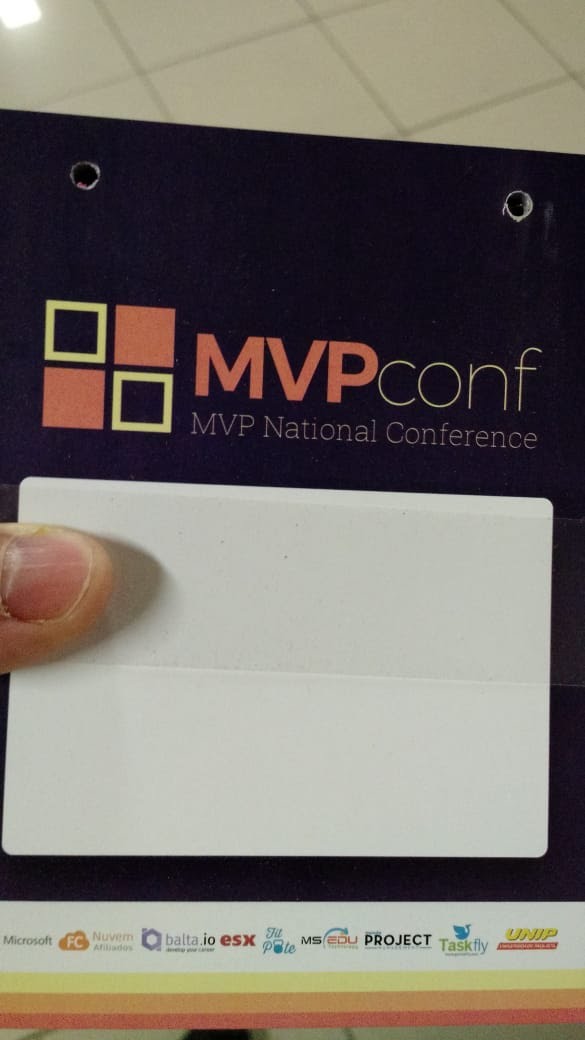 MVPconf
MVP National Conference
Microsoft
FC Nuvem
Afiliados
balta.io
develop your career
esx
Fit
Pote
MS EDU
PROJECT
MANAGEMENT
Taskfly
UNIP